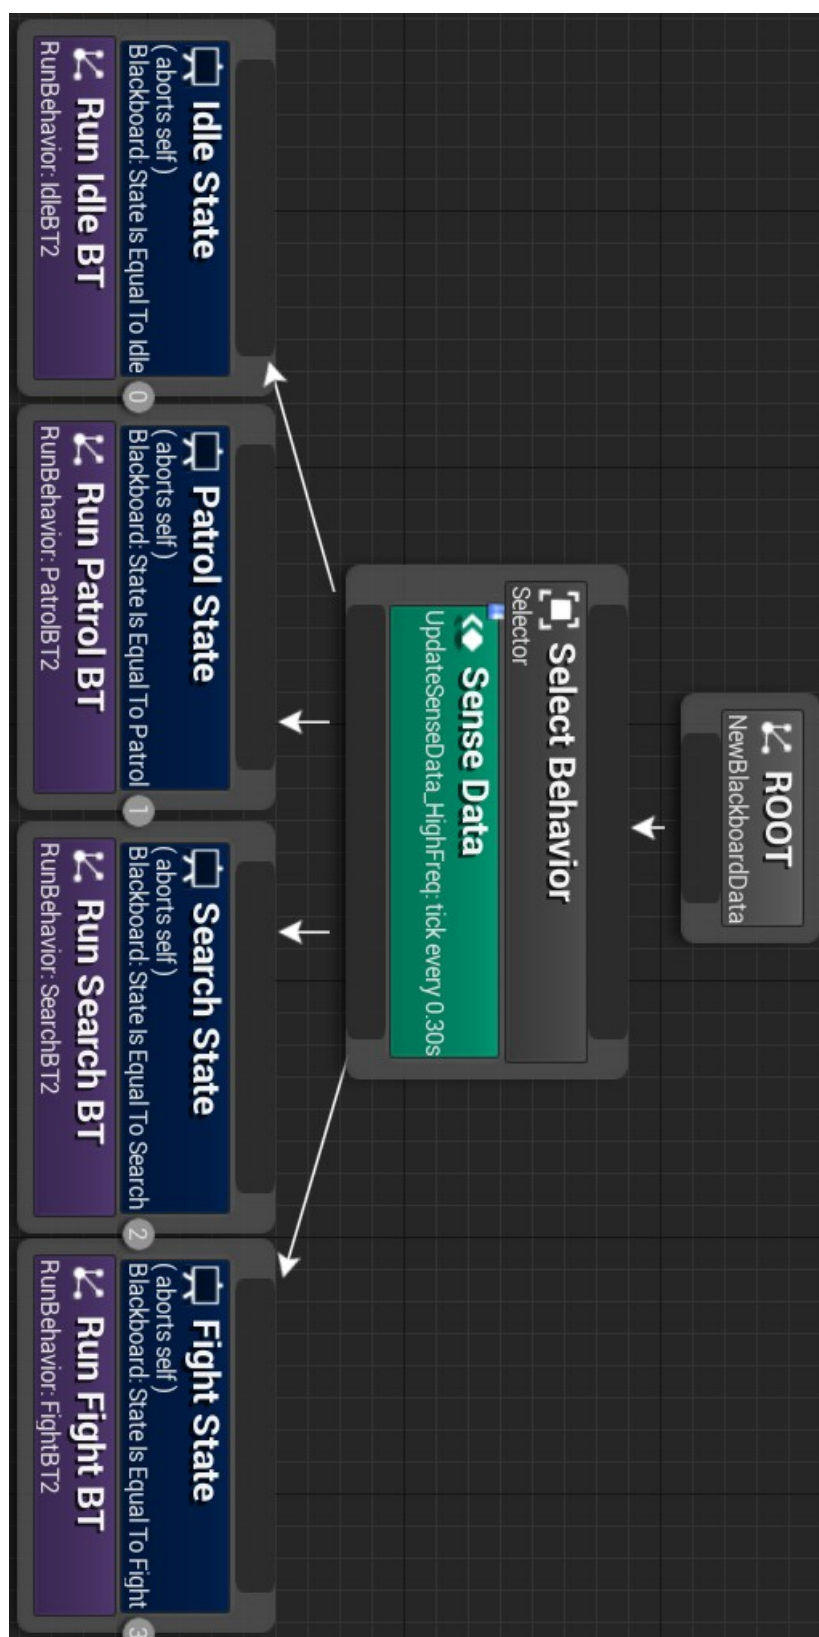 ROOT
NewBlackboardData
Select Behavior
Selector
Sense Data
UpdateSenseData_HighFreq: tick every 0.30s
Idle State
( aborts self )
Blackboard: State Is Equal To Idle
Run Idle BT
RunBehavior: IdleBT2
0
Patrol State
( aborts self )
Blackboard: State Is Equal To Patrol
Run Patrol BT
RunBehavior: PatrolBT2
1
Search State
( aborts self )
Blackboard: State Is Equal To Search
Run Search BT
RunBehavior: SearchBT2
2
Fight State
( aborts self )
Blackboard: State Is Equal To Fight
Run Fight BT
RunBehavior: FightBT2
3